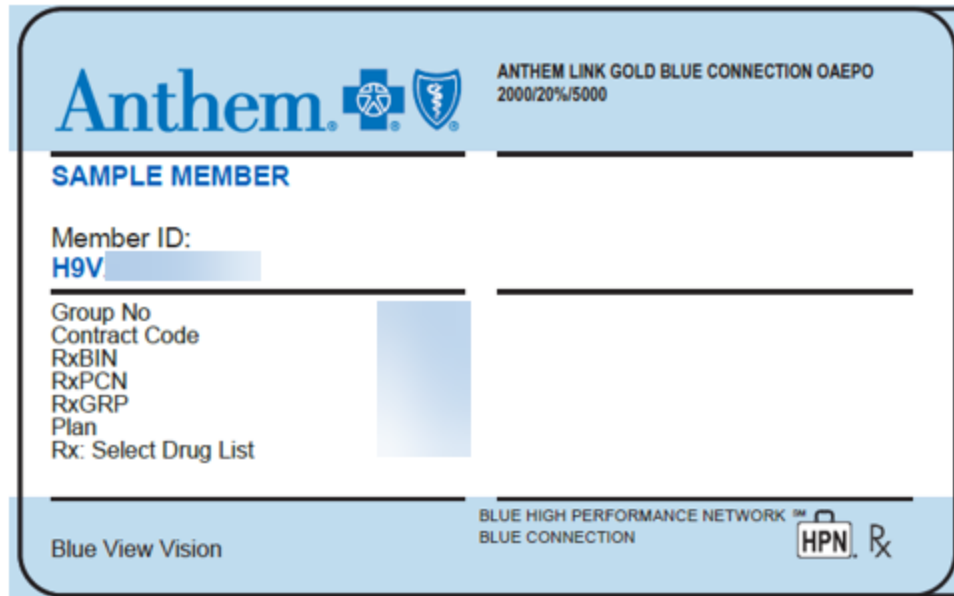 Anthem
ANTHEM LINK GOLD BLUE CONNECTION OAEPO
2000/20%/5000
SAMPLE MEMBER
Member ID:
H9V
Group No
Contract Code
RxBIN
RxPCN
RxGRP
Plan
Rx: Select Drug List
Blue View Vision
BLUE HIGH PERFORMANCE NETWORK ℠
BLUE CONNECTION
HPN
Rx